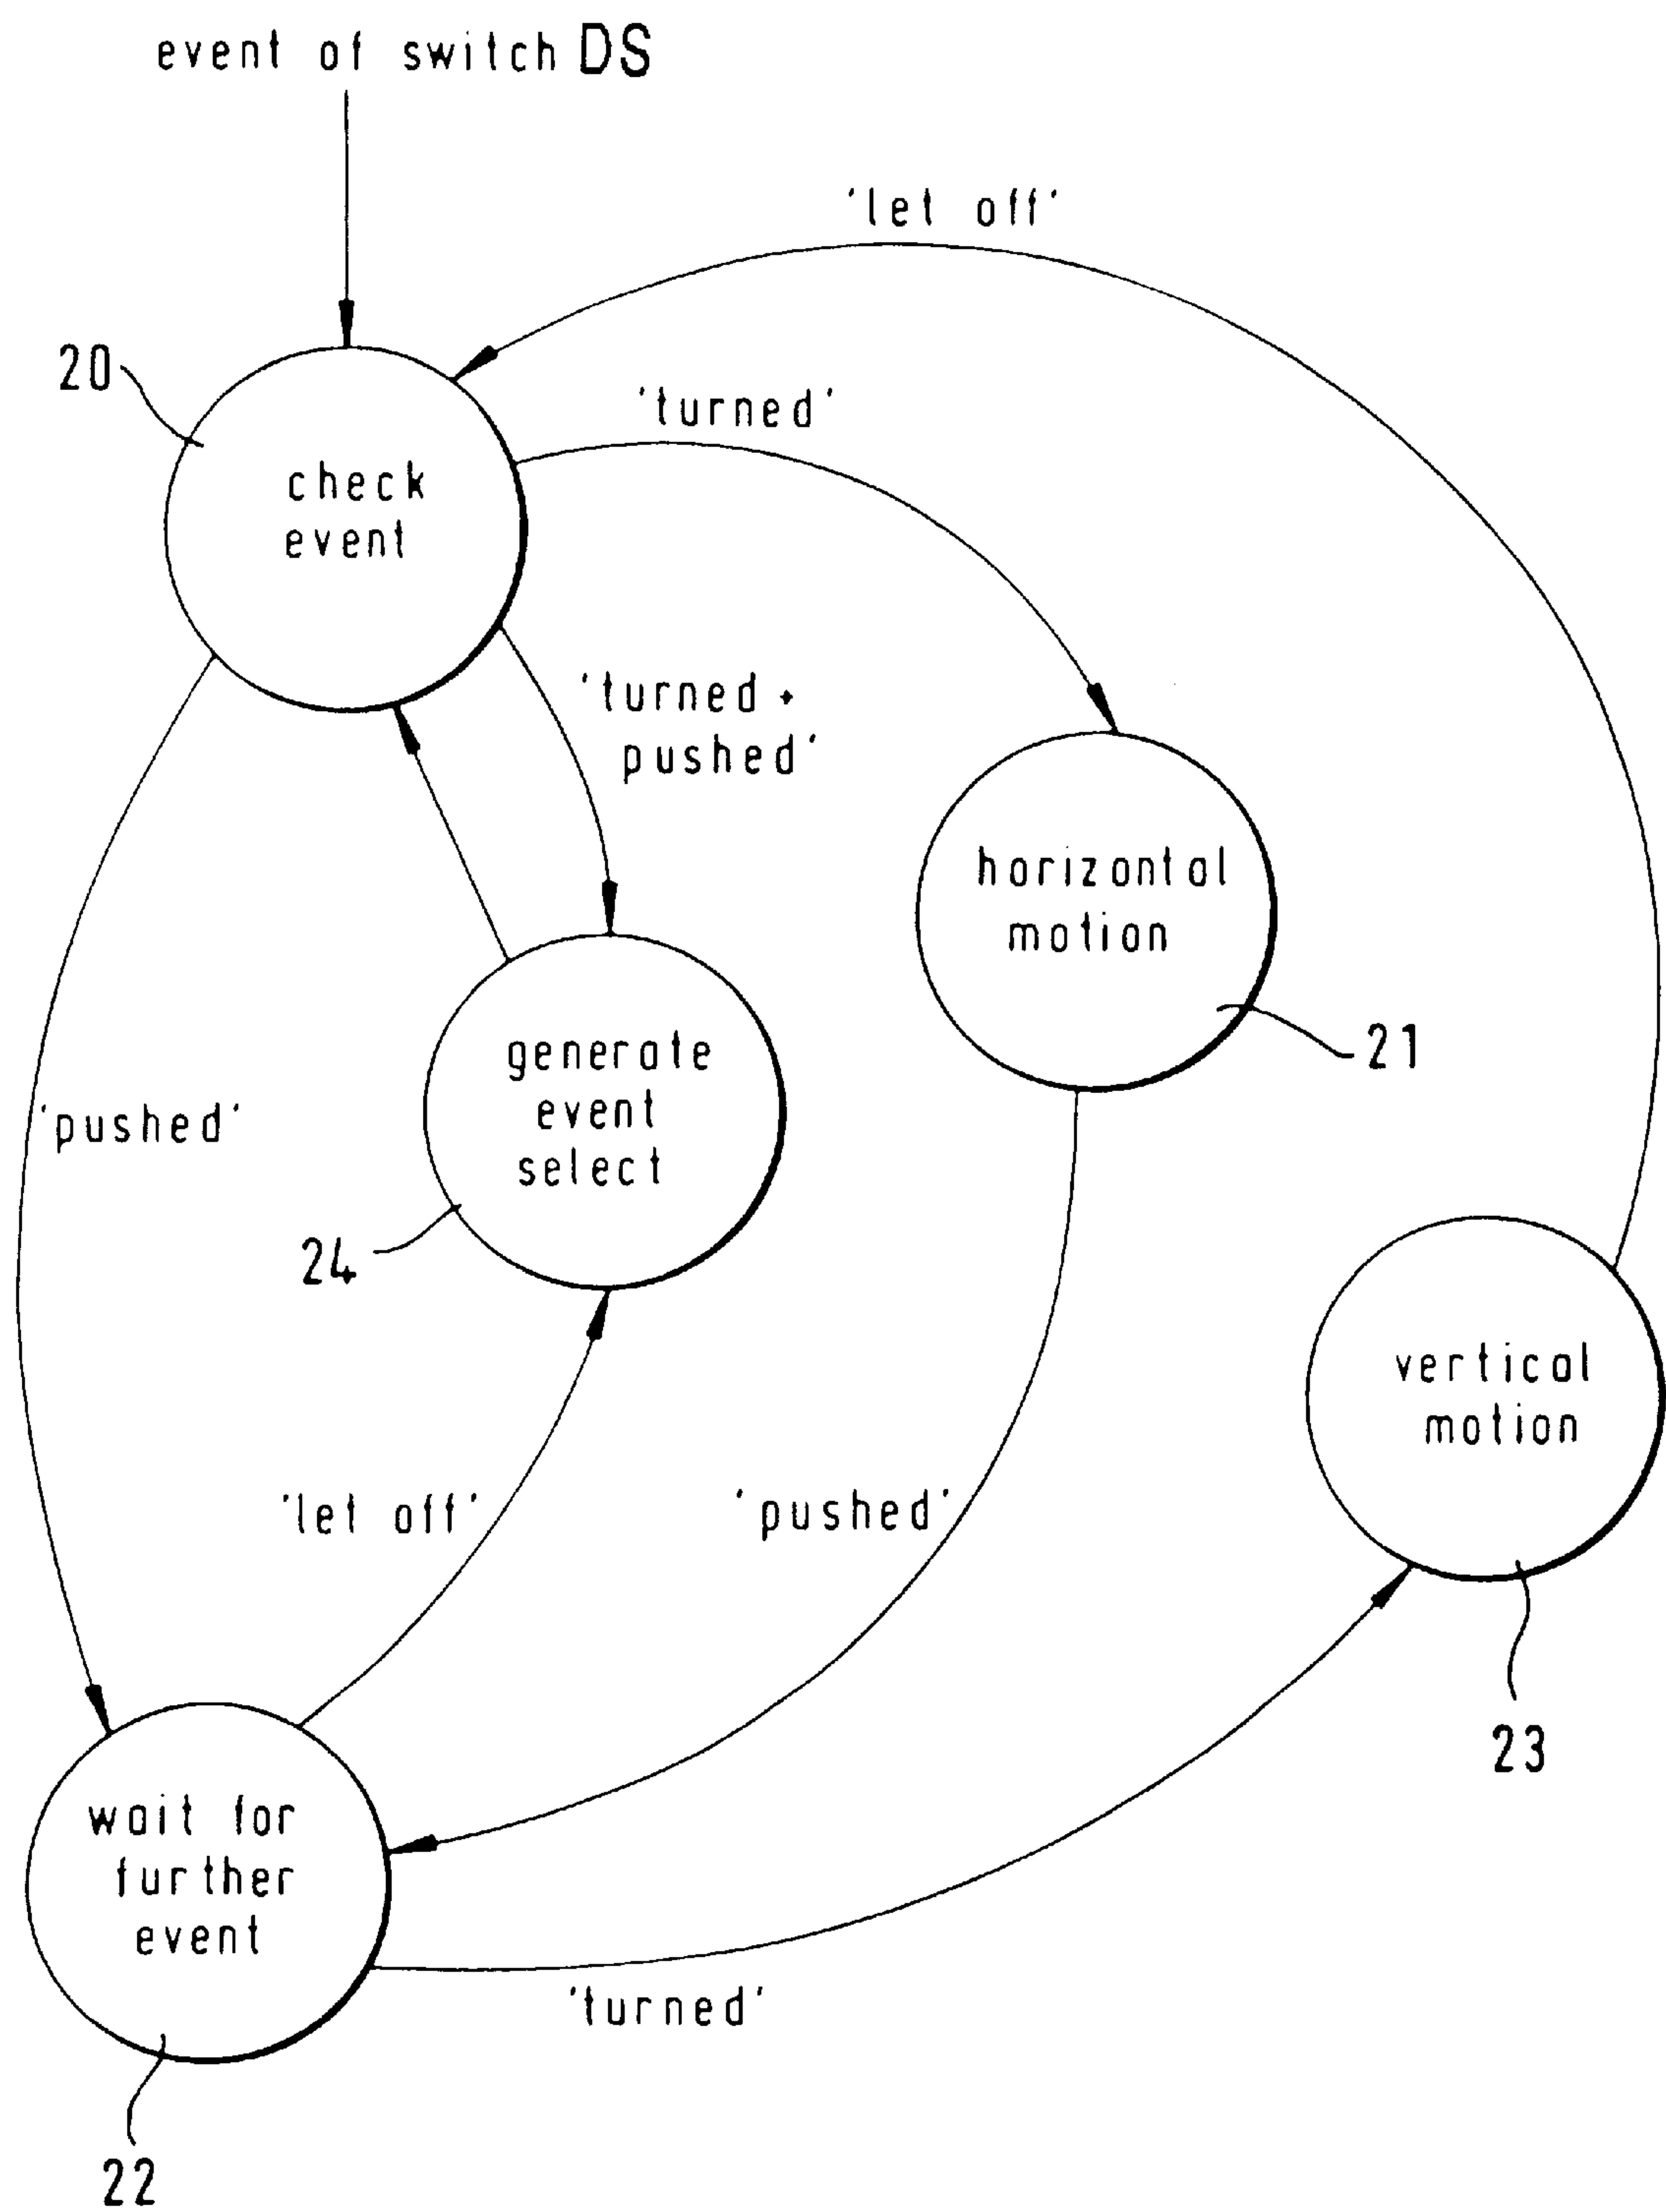 event of switch DS
'let off'
20
'turned'
check
event
'turned +
pushed'
horizontal
motion
21
generate
event
select
'pushed'
24
vertical
motion
'let off'
'pushed'
23
wait for
further
event
'turned'
22